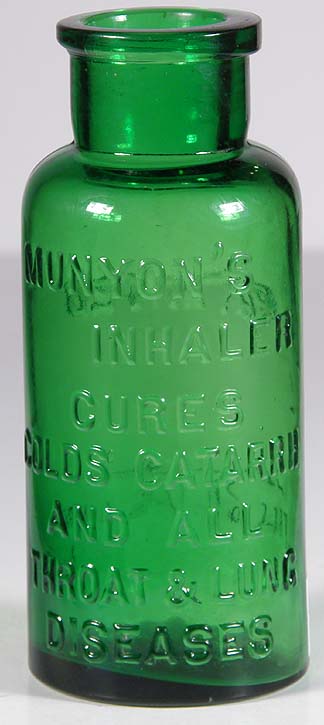 MUNYON'S
INHALER
CURES
COLDS CATARRH
AND ALL
THROAT & LUNG
DISEASES